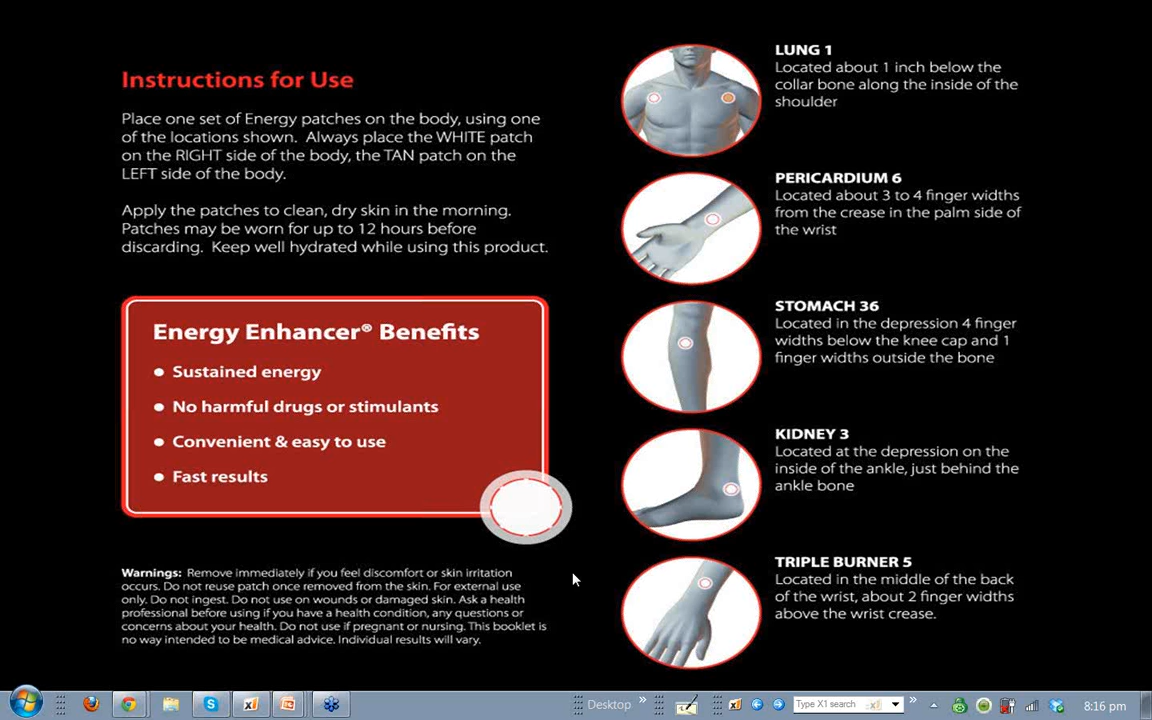 Instructions for Use
Place one set of Energy patches on the body, using one
of the locations shown.  Always place the WHITE patch
on the RIGHT side of the body, the TAN patch on the
LEFT side of the body.
Apply the patches to clean, dry skin in the morning.
Patches may be worn for up to 12 hours before
discarding.  Keep well hydrated while using this product.
Energy Enhancer® Benefits
● Sustained energy
● No harmful drugs or stimulants
● Convenient & easy to use
● Fast results
Warnings: Remove immediately if you feel discomfort or skin irritation
occurs. Do not reuse patch once removed from the skin. For external use
only. Do not ingest. Do not use on wounds or damaged skin. Ask a health
professional before using if you have a health condition, any questions or
concerns about your health. Do not use if pregnant or nursing. This booklet is
no way intended to be medical advice. Individual results will vary.
LUNG 1
Located about 1 inch below the
collar bone along the inside of the
shoulder
PERICARDIUM 6
Located about 3 to 4 finger widths
from the crease in the palm side of
the wrist
STOMACH 36
Located in the depression 4 finger
widths below the knee cap and 1
finger widths outside the bone
KIDNEY 3
Located at the depression on the
inside of the ankle, just behind the
ankle bone
TRIPLE BURNER 5
Located in the middle of the back
of the wrist, about 2 finger widths
above the wrist crease.
Desktop
Type X1 search
8:16 pm